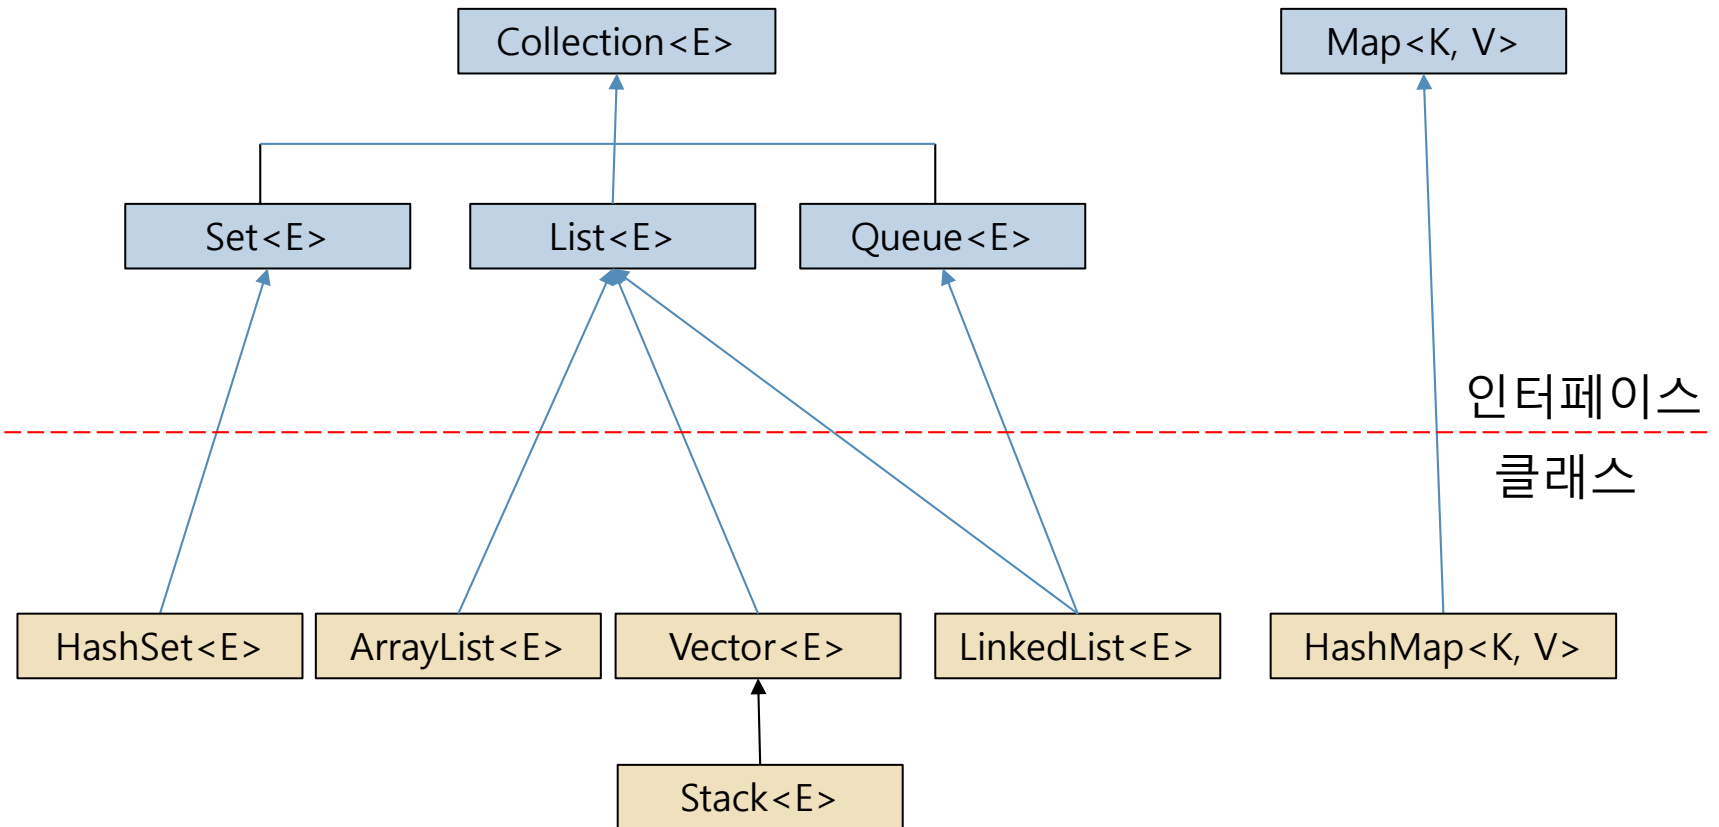 Collection<E>
Map<K, V>
Set<E>
List<E>
Queue<E>
인터페이스
클래스
HashSet<E>
ArrayList<E>
Vector<E>
LinkedList<E>
HashMap<K, V>
Stack<E>